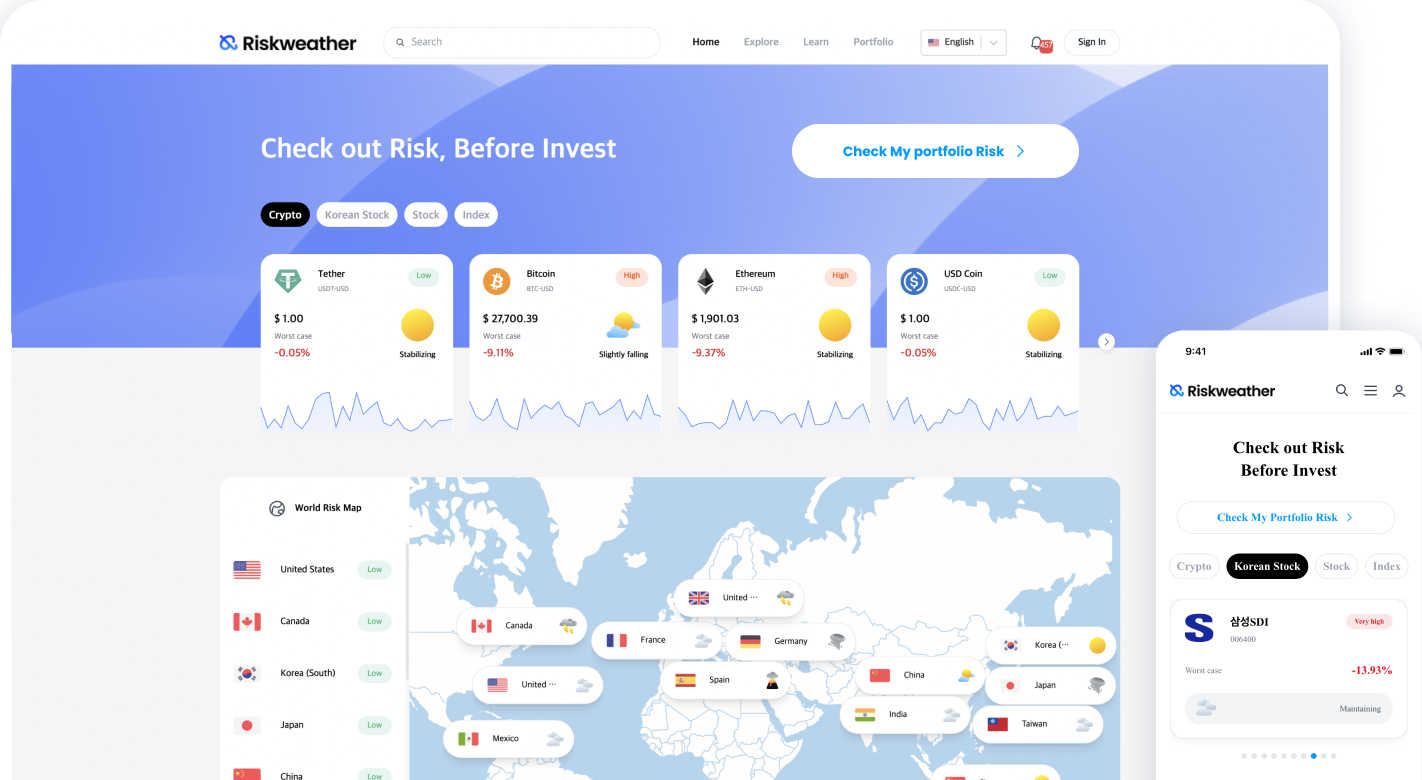 Riskweather
Search
Home Explore Learn Portfolio English 457 Sign In
Check out Risk, Before Invest
Check My portfolio Risk
Crypto Korean Stock Stock Index
Tether Low
USDT-USD
$ 1.00
Worst case
-0.05% Stabilizing
Bitcoin High
BTC-USD
$ 27,700.39
Worst case
-9.11% Slightly falling
Ethereum High
ETH-USD
$ 1,901.03
Worst case
-9.37% Stabilizing
USD Coin Low
USDC-USD
$ 1.00
Worst case
-0.05% Stabilizing
World Risk Map
United States Low
Canada Low
Korea (South) Low
Japan Low
China Low
United ···
Canada
France
Germany
Korea (···
Spain
China
United ···
Japan
India
Taiwan
Mexico
9:41
Riskweather
Check out Risk
Before Invest
Check My Portfolio Risk
Crypto Korean Stock Stock Index
삼성SDI Very high
006400
Worst case -13.93%
Maintaining